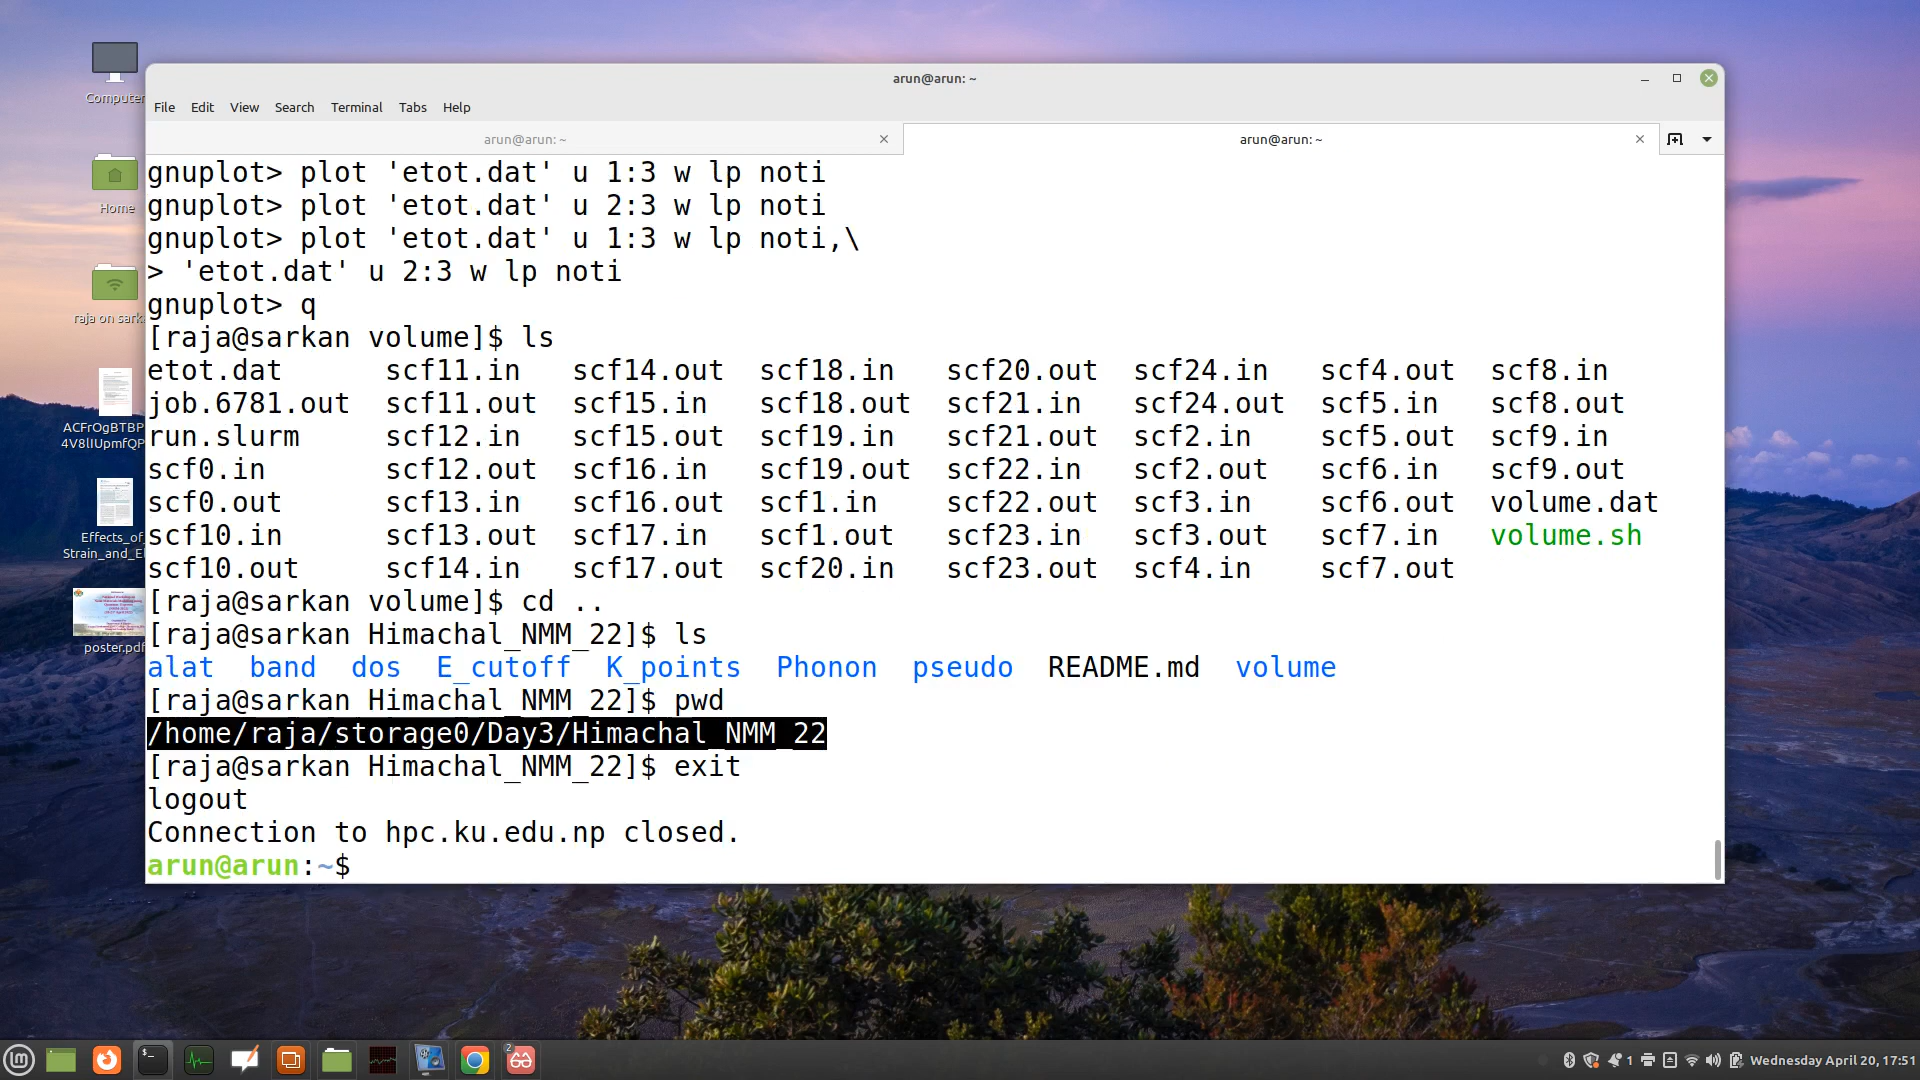 arun@arun: ~
File Edit View Search Terminal Tabs Help
arun@arun: ~
arun@arun: ~
gnuplot> plot 'etot.dat' u 1:3 w lp noti
gnuplot> plot 'etot.dat' u 2:3 w lp noti
gnuplot> plot 'etot.dat' u 1:3 w lp noti,\
> 'etot.dat' u 2:3 w lp noti
gnuplot> q
[raja@sarkan volume]$ ls
etot.dat scf11.in scf14.out scf18.in scf20.out scf24.in scf4.out scf8.in
job.6781.out scf11.out scf15.in scf18.out scf21.in scf24.out scf5.in scf8.out
run.slurm scf12.in scf15.out scf19.in scf21.out scf2.in scf5.out scf9.in
scf0.in scf12.out scf16.in scf19.out scf22.in scf2.out scf6.in scf9.out
scf0.out scf13.in scf16.out scf1.in scf22.out scf3.in scf6.out volume.dat
scf10.in scf13.out scf17.in scf1.out scf23.in scf3.out scf7.in volume.sh
scf10.out scf14.in scf17.out scf20.in scf23.out scf4.in scf7.out
[raja@sarkan volume]$ cd ..
[raja@sarkan Himachal_NMM_22]$ ls
alat band dos E_cutoff K_points Phonon pseudo README.md volume
[raja@sarkan Himachal_NMM_22]$ pwd
/home/raja/storage0/Day3/Himachal_NMM_22
[raja@sarkan Himachal_NMM_22]$ exit
logout
Connection to hpc.ku.edu.np closed.
arun@arun:~$
Computer
Home
raja on sark
ACFrOgBTBP
Effects_of_
Strain_and_El
poster.pdf
2
1
Wednesday April 20, 17:51